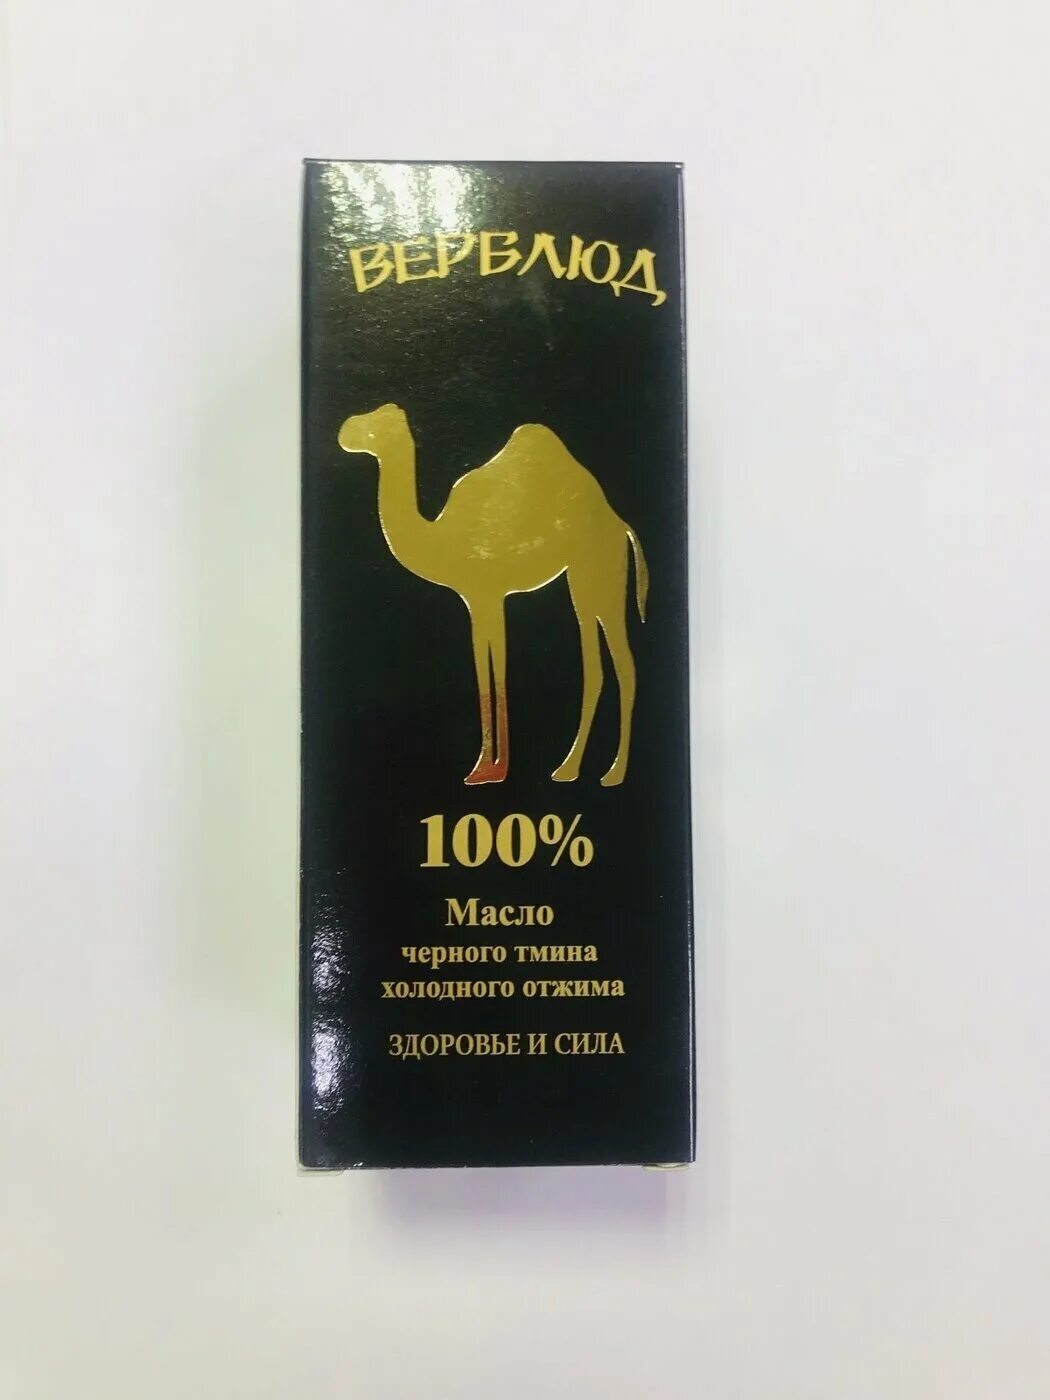 ВЕРБЛЮД
100%
Масло
черного тмина
холодного отжима
ЗДОРОВЬЕ И СИЛА